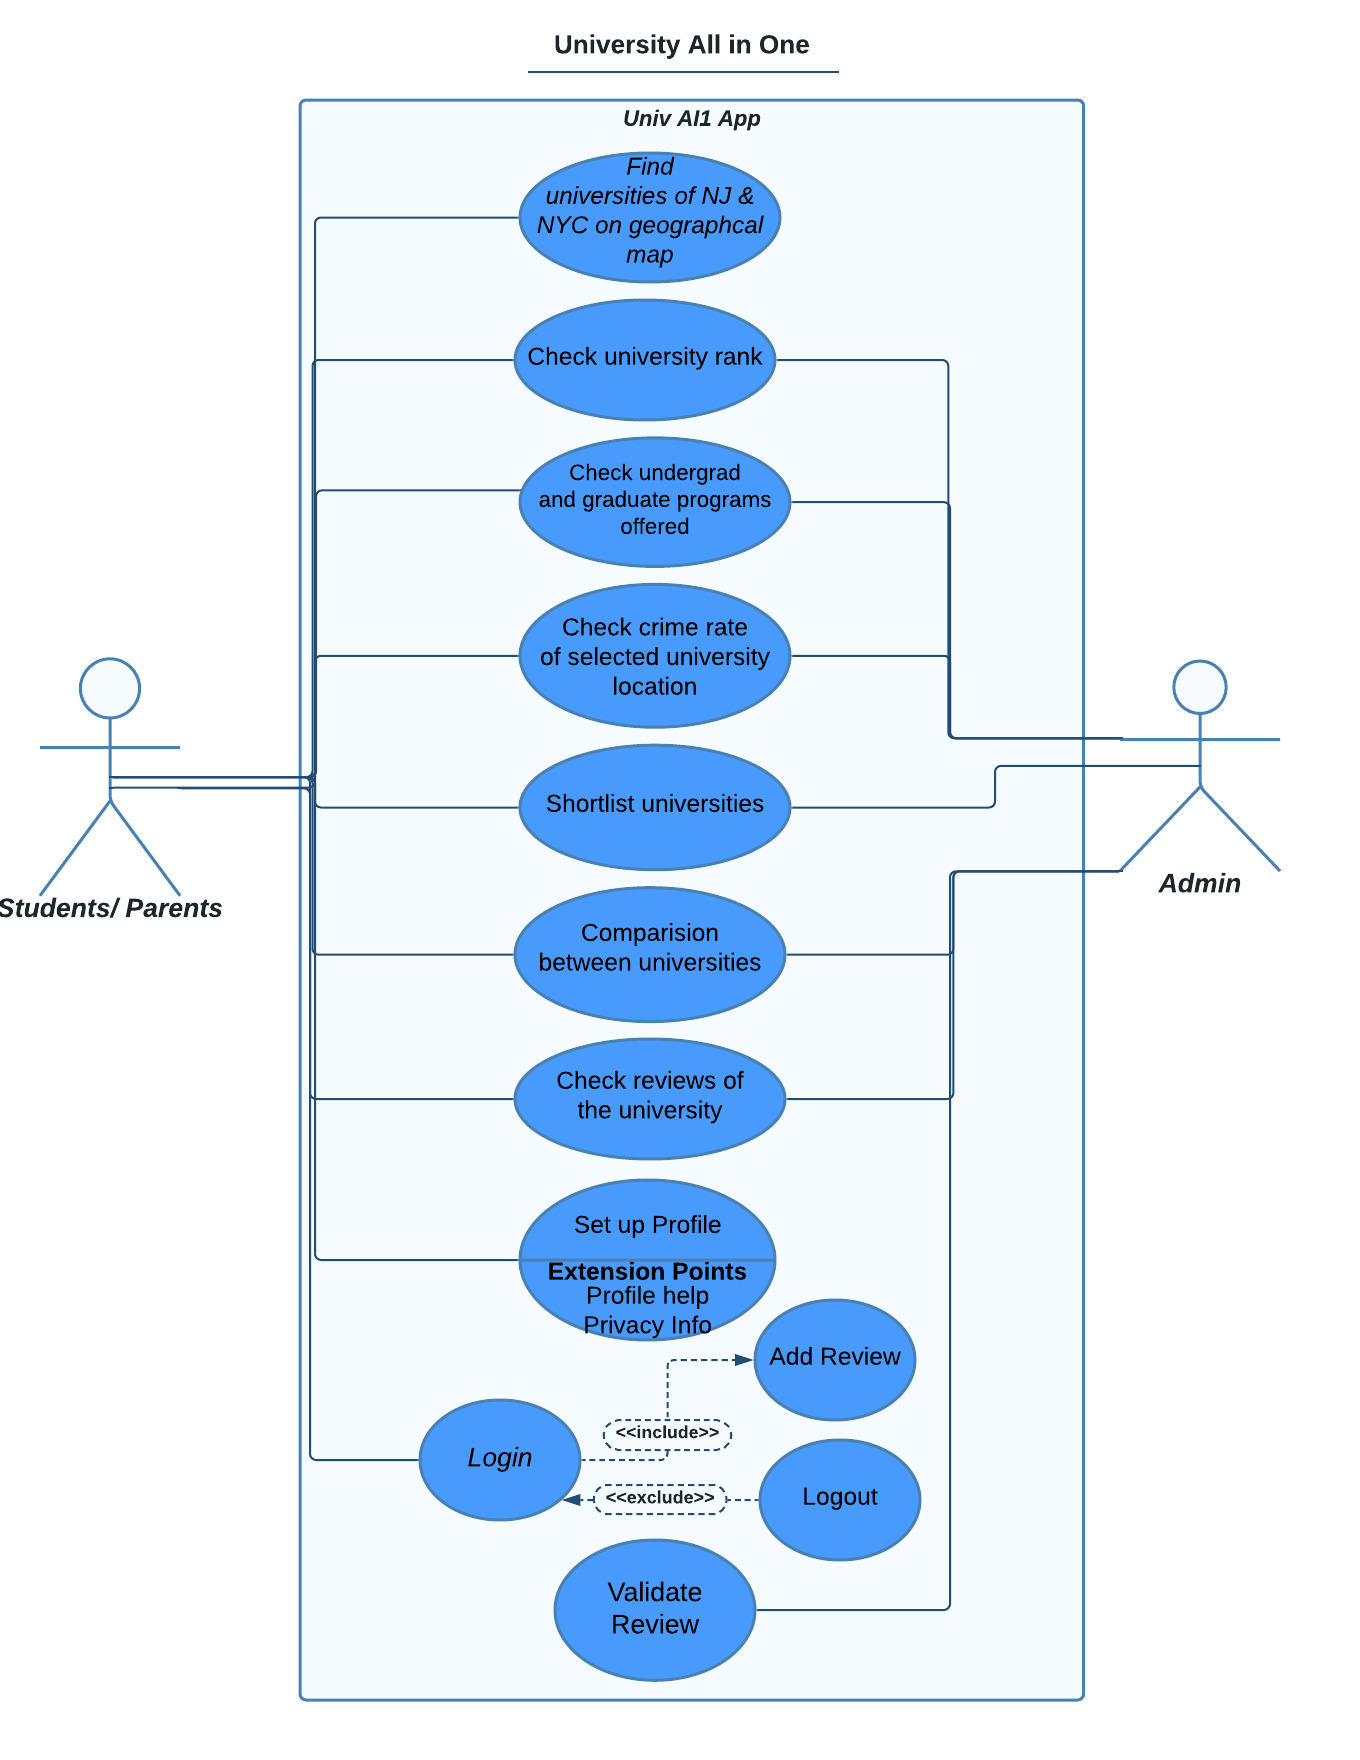 University All in One
Univ AI1 App
Find
universities of NJ &
NYC on geographcal
map
Check university rank
Check undergrad
and graduate programs
offered
Check crime rate
of selected university
location
Shortlist universities
Students/ Parents
Admin
Comparision
between universities
Check reviews of
the university
Set up Profile
Extension Points
Profile help
Privacy Info
Add Review
<<include>>
Login
<<exclude>>
Logout
Validate
Review